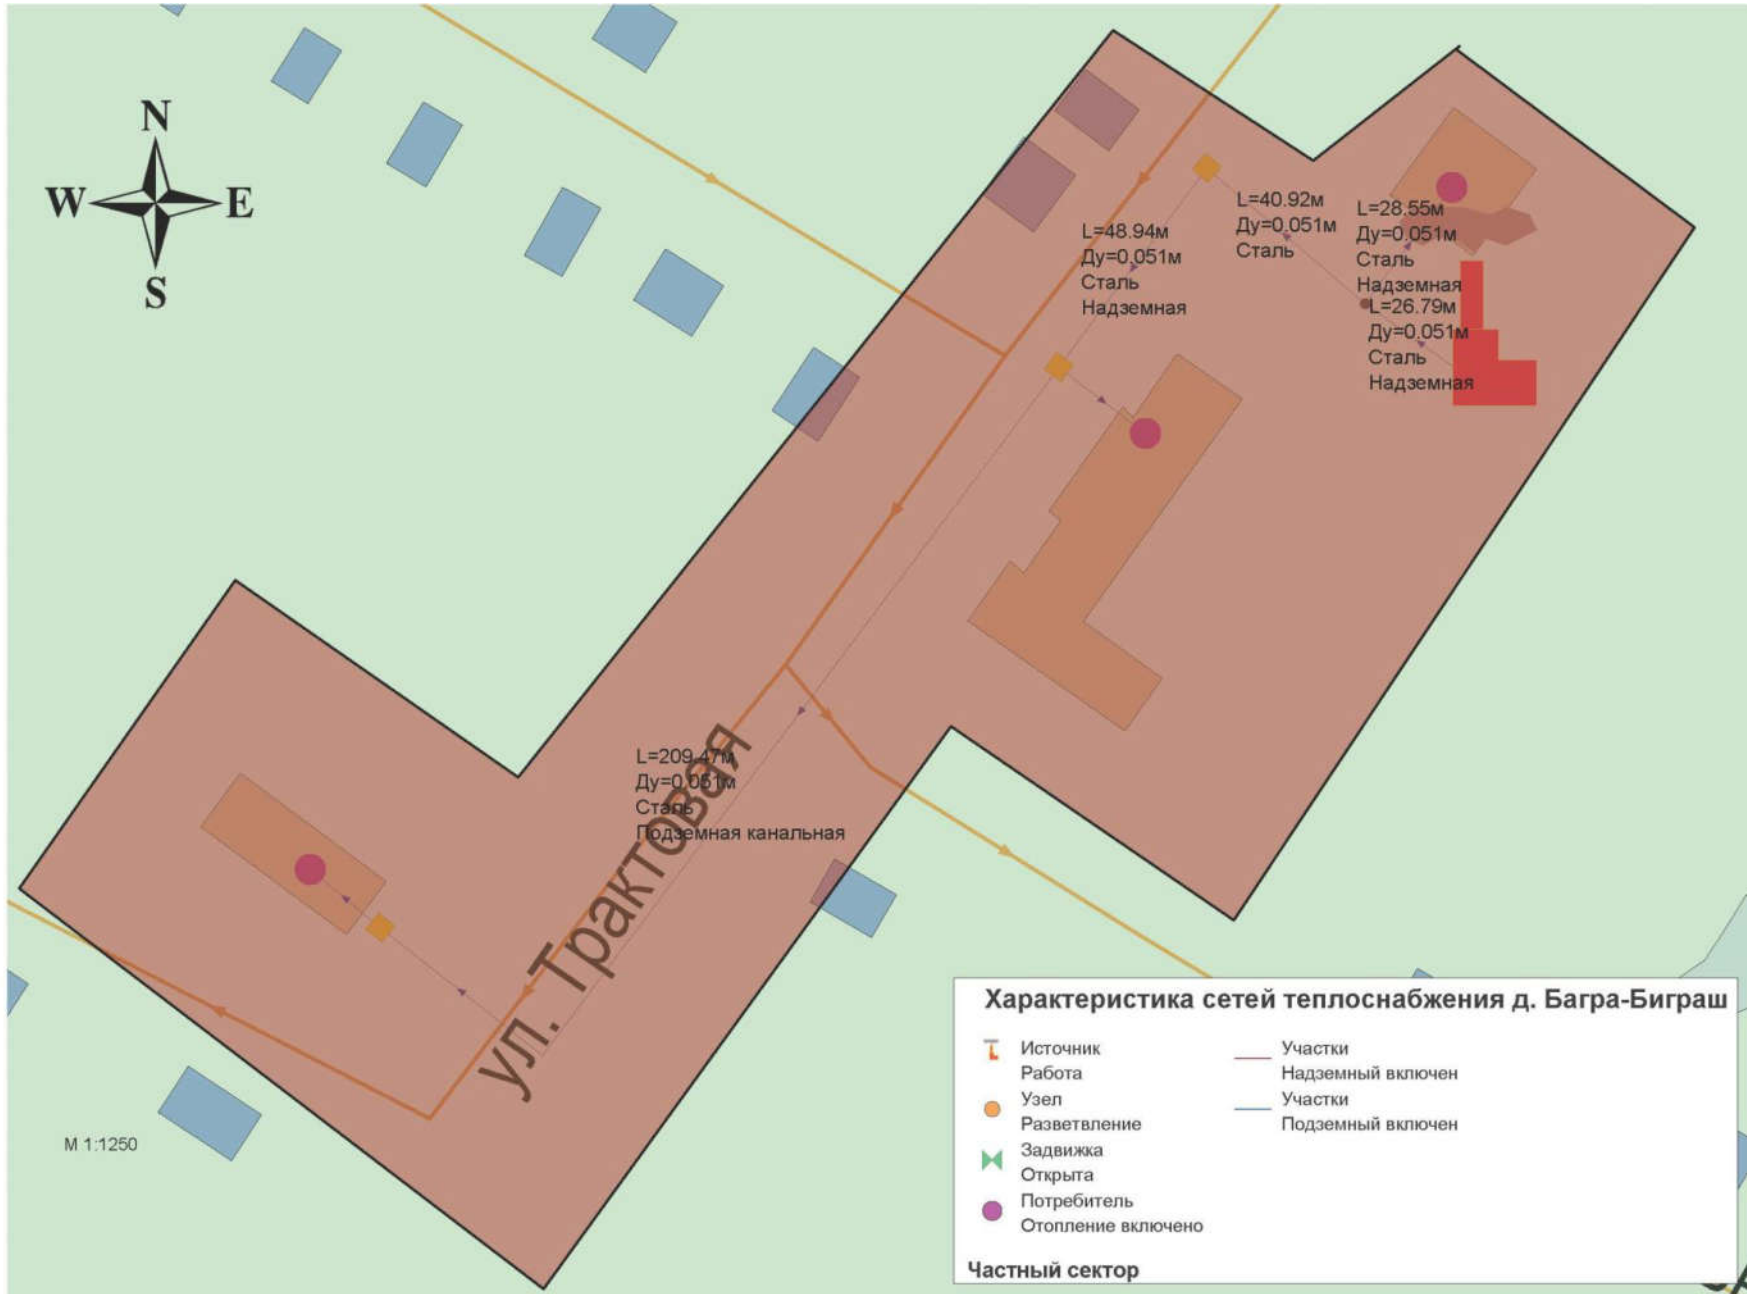 N
W
E
S
L=40.92м
Ду=0.051м
Сталь
L=28.55м
Ду=0.051м
Сталь
Надземная
L=48.94м
Ду=0.051м
Сталь
Надземная
L=26.79м
Ду=0.051м
Сталь
Надземная
L=209.47м
Ду=0.051м
Сталь
Подземная канальная
ул. Трактовая
М 1:1250
Характеристика сетей теплоснабжения д. Багра-Биграш
Источник
Работа
Узел
Разветвление
Задвижка
Открыта
Потребитель
Отопление включено
Участки
Надземный включен
Участки
Подземный включен
Частный сектор